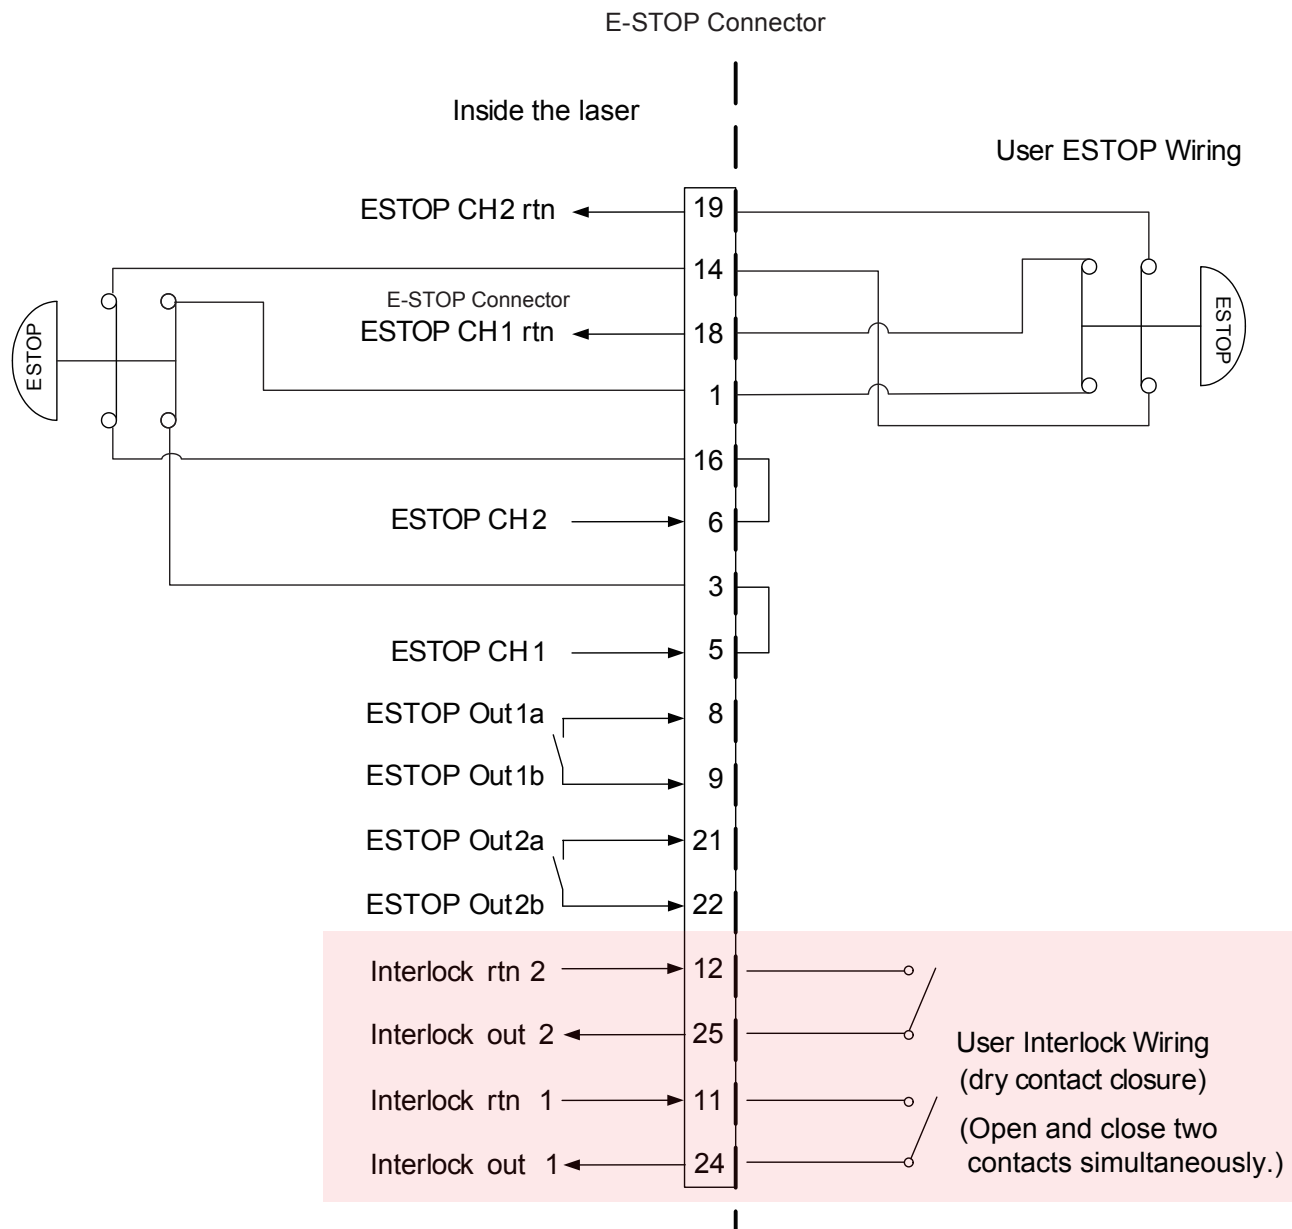 E-STOP Connector
Inside the laser
User ESTOP Wiring
ESTOP CH2 rtn
19
14
E-STOP Connector
ESTOP CH1 rtn
18
ESTOP
ESTOP
1
16
ESTOP CH2
6
3
ESTOP CH1
5
ESTOP Out1a
8
ESTOP Out1b
9
ESTOP Out2a
21
ESTOP Out2b
22
Interlock rtn 2
12
Interlock out 2
25
User Interlock Wiring
(dry contact closure)
Interlock rtn 1
11
(Open and close two
contacts simultaneously.)
Interlock out 1
24